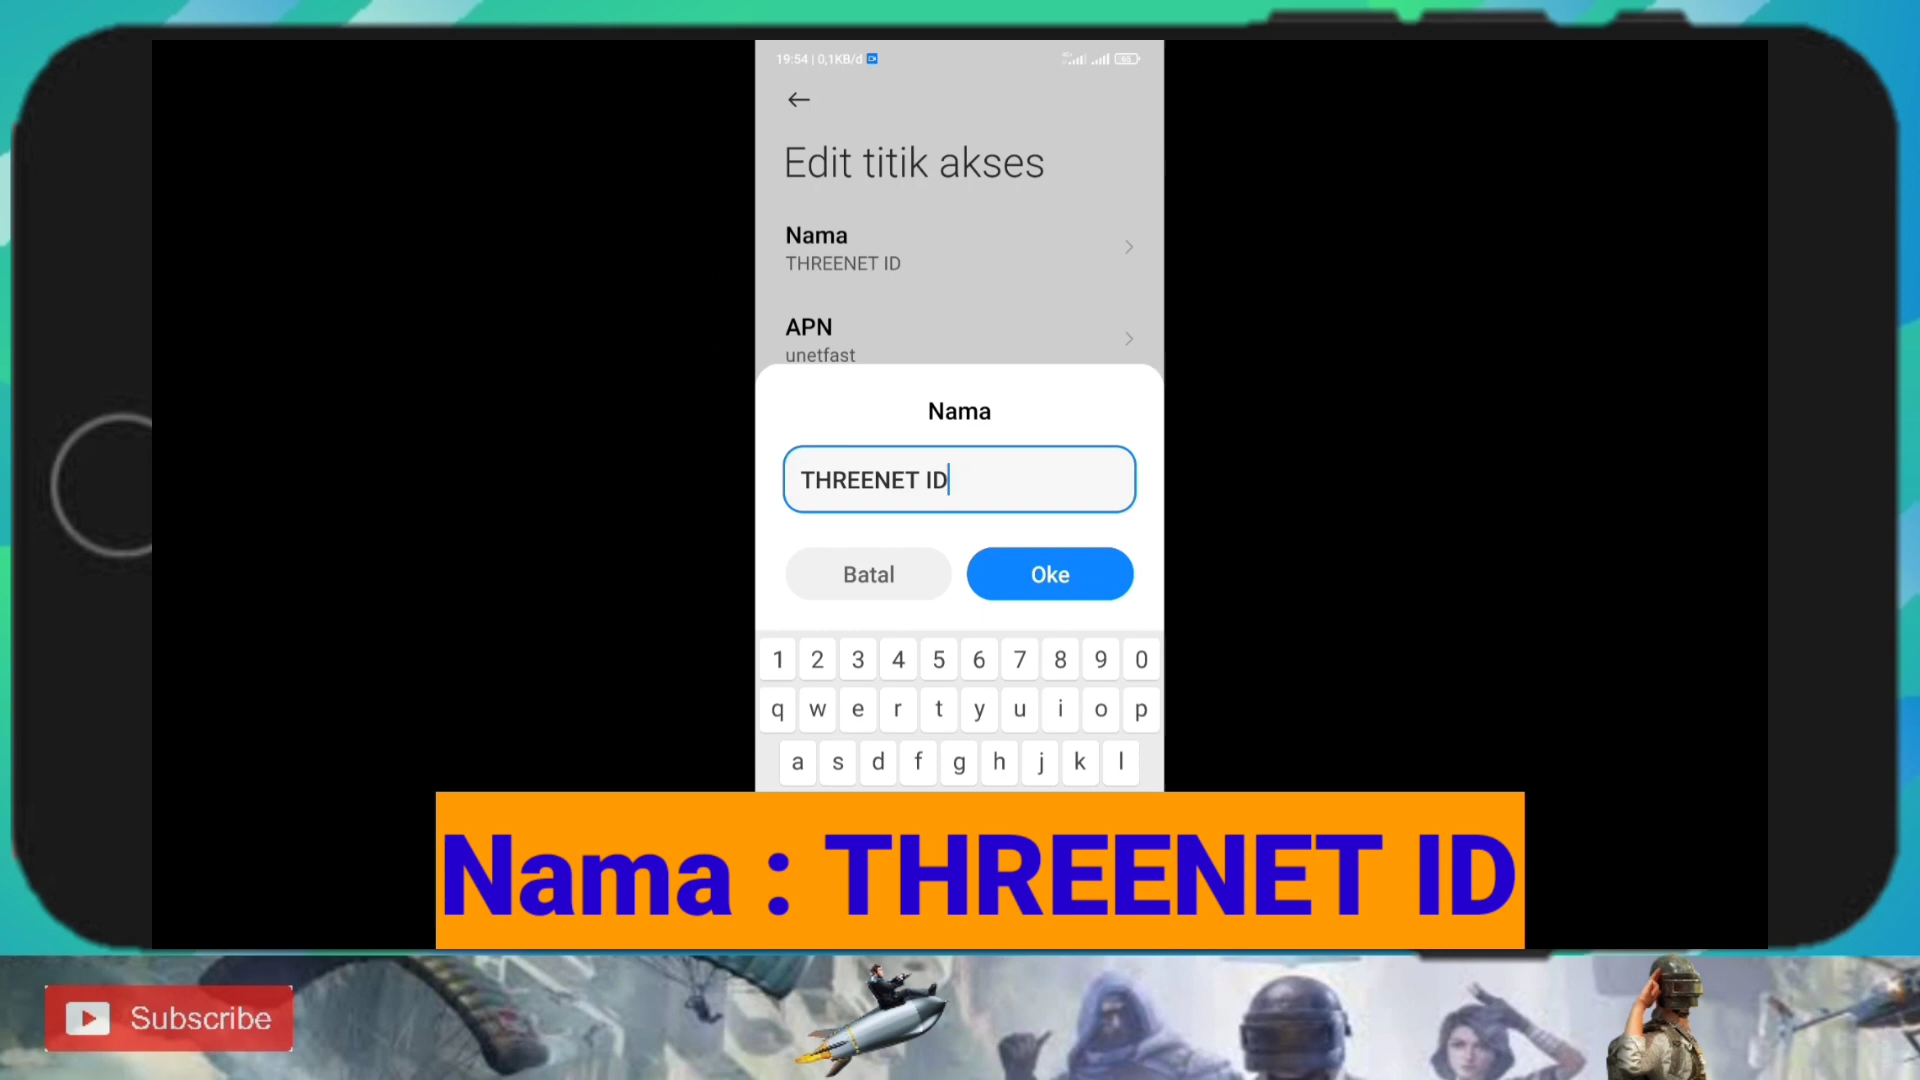 19:54 | 0,1KB/d
65
Edit titik akses
Nama
THREENET ID
APN
unetfast
Nama
THREENET ID
Batal Oke
1 2 3 4 5 6 7 8 9 0
q w e r t y u i o p
a s d f g h j k l
Nama : THREENET ID
Subscribe